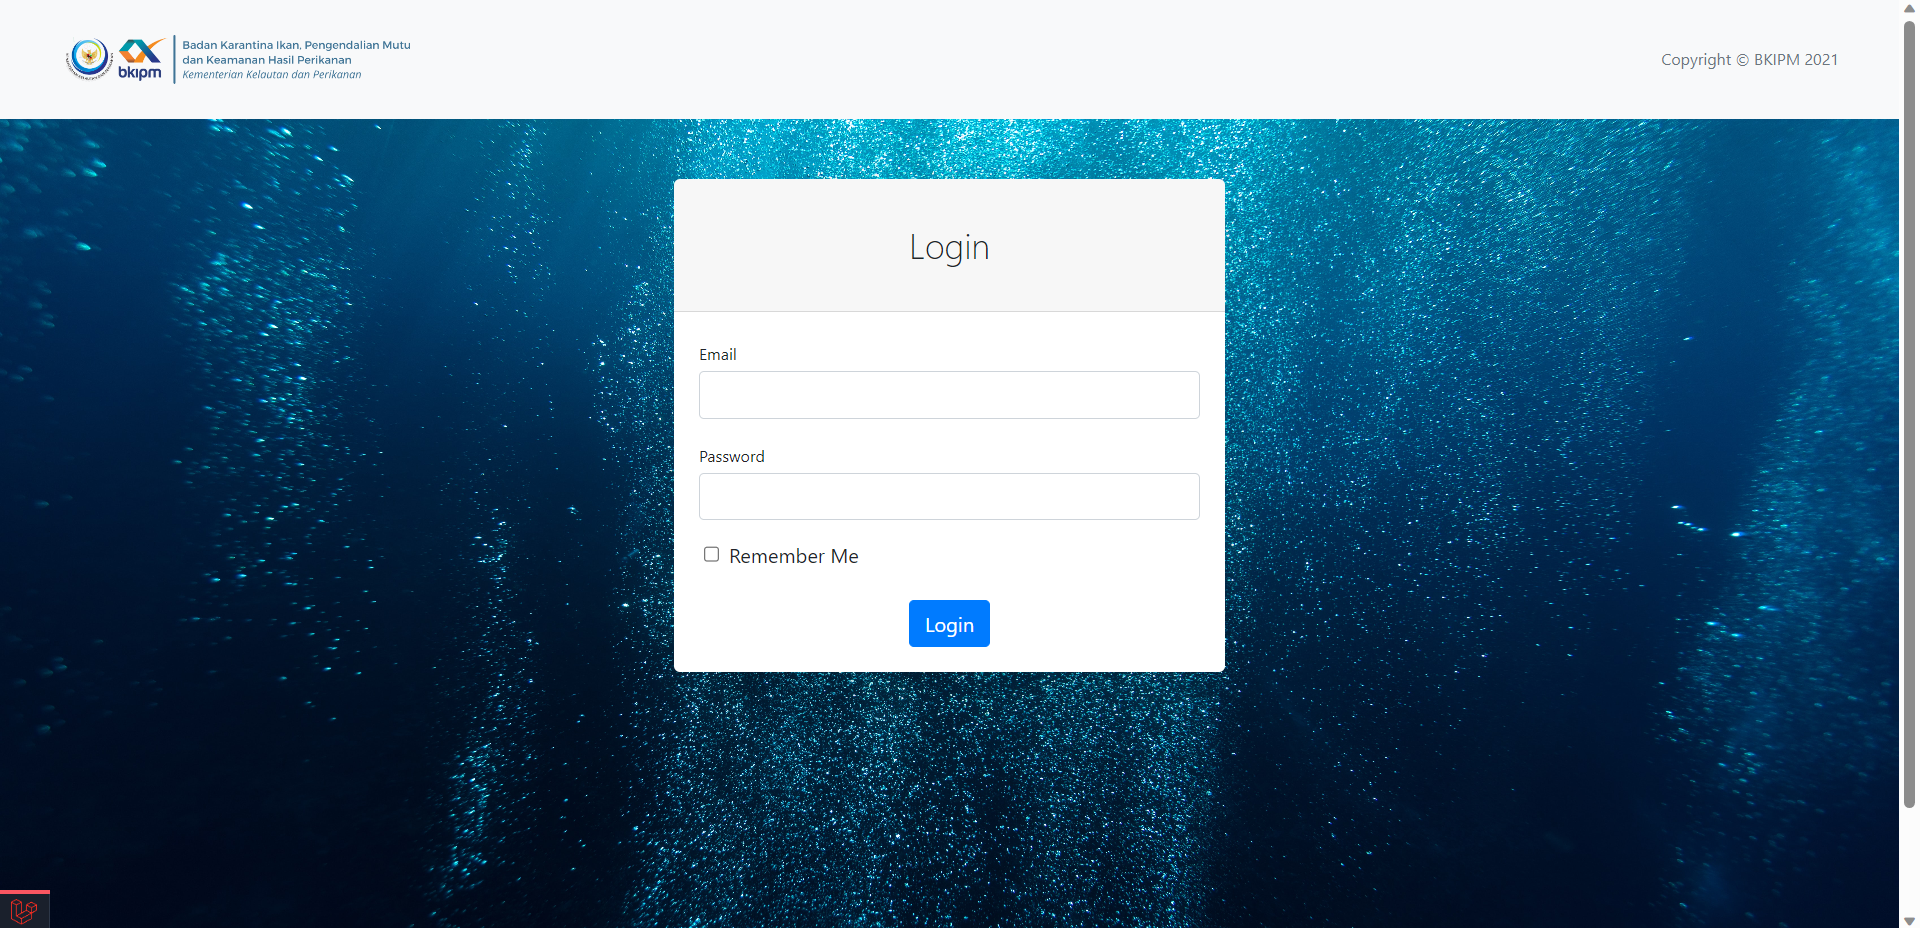 bkipm
Badan Karantina Ikan, Pengendalian Mutu
dan Keamanan Hasil Perikanan
Kementerian Kelautan dan Perikanan
Copyright © BKIPM 2021
Login
Email
Password
Remember Me
Login